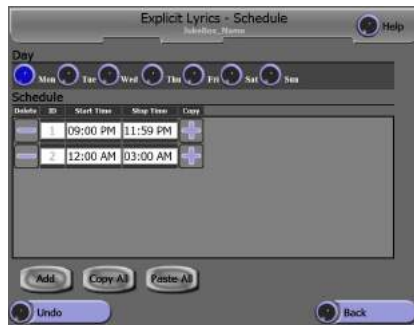 Explicit Lyrics - Schedule
JukeBox_Name
Help
Day
Mon Tue Wed Thu Fri Sat Sun
Schedule
Delete ID Start Time Stop Time Copy
1 09:00 PM 11:59 PM
2 12:00 AM 03:00 AM
Add Copy All Paste All
Undo Back